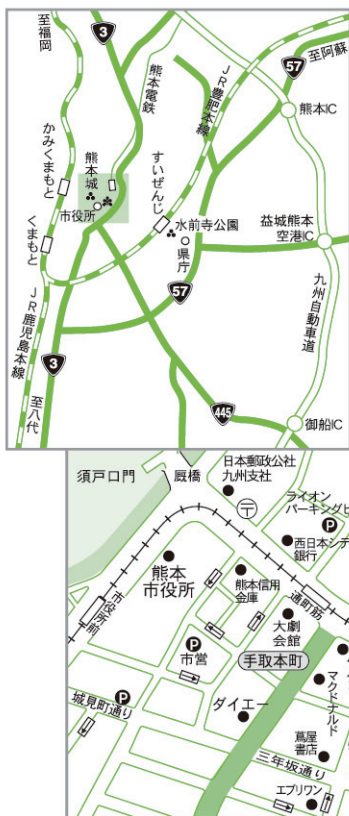 至福岡
3
熊本電鉄
JR豊肥本線
57
至阿蘇
熊本IC
かみくまもと
熊本城
市役所
すいぜんじ
水前寺公園
県庁
益城熊本
空港IC
くまもと
57
九州自動車道
JR鹿児島本線
3
至八代
445
御船IC
須戸口門
厩橋
日本郵政公社
九州支社
〒
ライオン
パーキングビ
P
西日本シテ
銀行
熊本
市役所
熊本信用
金庫
通町筋
市役所前
大劇
会館
P
市営
手取本町
マクドナルド
P
城見町通り
ダイエー
蔦屋
書店
三年坂通り
エブリワン